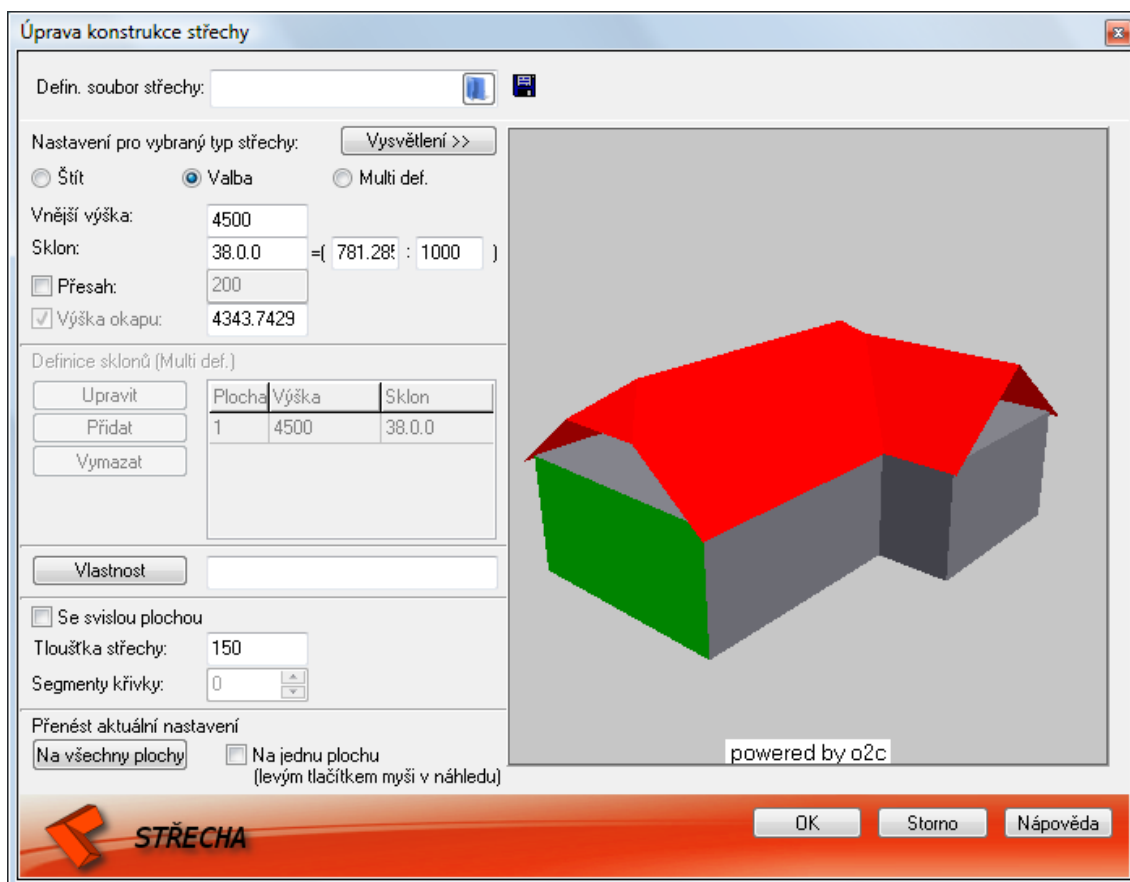 Úprava konstrukce střechy
Defin. soubor střechy:
Nastavení pro vybraný typ střechy: Vysvětlení >>
Štít Valba Multi def.
Vnější výška: 4500
Sklon: 38.0.0 =( 781.285 : 1000 )
Přesah: 200
Výška okapu: 4343.7429
Definice sklonů (Multi def.)
Upravit Plocha Výška Sklon
Přidat 1 4500 38.0.0
Vymazat
Vlastnost
Se svislou plochou
Tloušťka střechy: 150
Segmenty křivky: 0
Přenést aktuální nastavení
Na všechny plochy Na jednu plochu
(levým tlačítkem myši v náhledu)
powered by o2c
STŘECHA OK Storno Nápověda